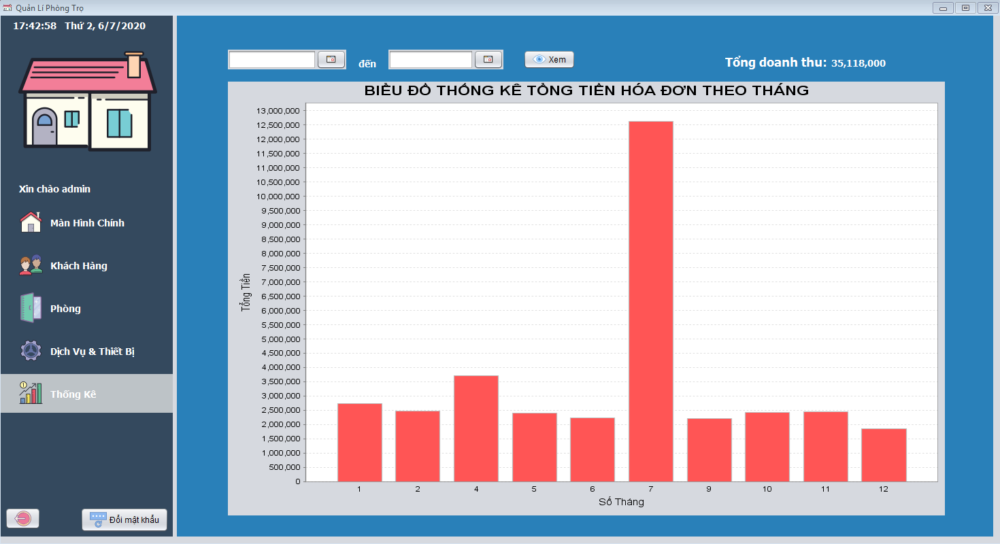 Quản Lí Phòng Trọ
17:42:58 Thứ 2, 6/7/2020
Xin chào admin
Màn Hình Chính
Khách Hàng
Phòng
Dịch Vụ & Thiết Bị
1
Thống Kê
Đổi mật khẩu
đến
Xem
Tổng doanh thu: 35,118,000
BIỂU ĐỒ THỐNG KÊ TỔNG TIỀN HÓA ĐƠN THEO THÁNG
Tổng Tiền
13,000,000
12,500,000
12,000,000
11,500,000
11,000,000
10,500,000
10,000,000
9,500,000
9,000,000
8,500,000
8,000,000
7,500,000
7,000,000
6,500,000
6,000,000
5,500,000
5,000,000
4,500,000
4,000,000
3,500,000
3,000,000
2,500,000
2,000,000
1,500,000
1,000,000
500,000
0
1 2 4 5 6 7 9 10 11 12
Số Tháng